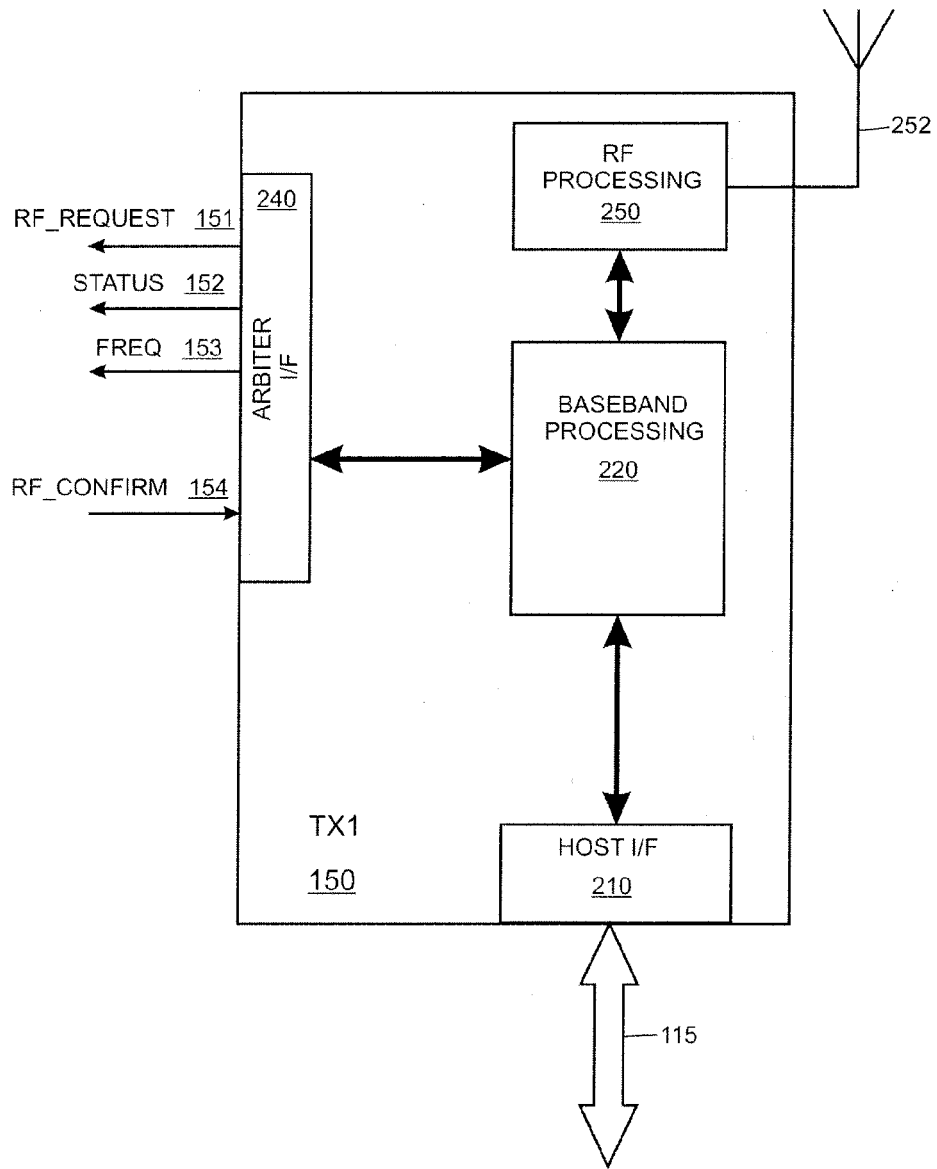 252
RF
PROCESSING
250
240
ARBITER
I/F
RF_REQUEST 151
STATUS 152
FREQ 153
RF_CONFIRM 154
BASEBAND
PROCESSING
220
TX1
150
HOST I/F
210
115